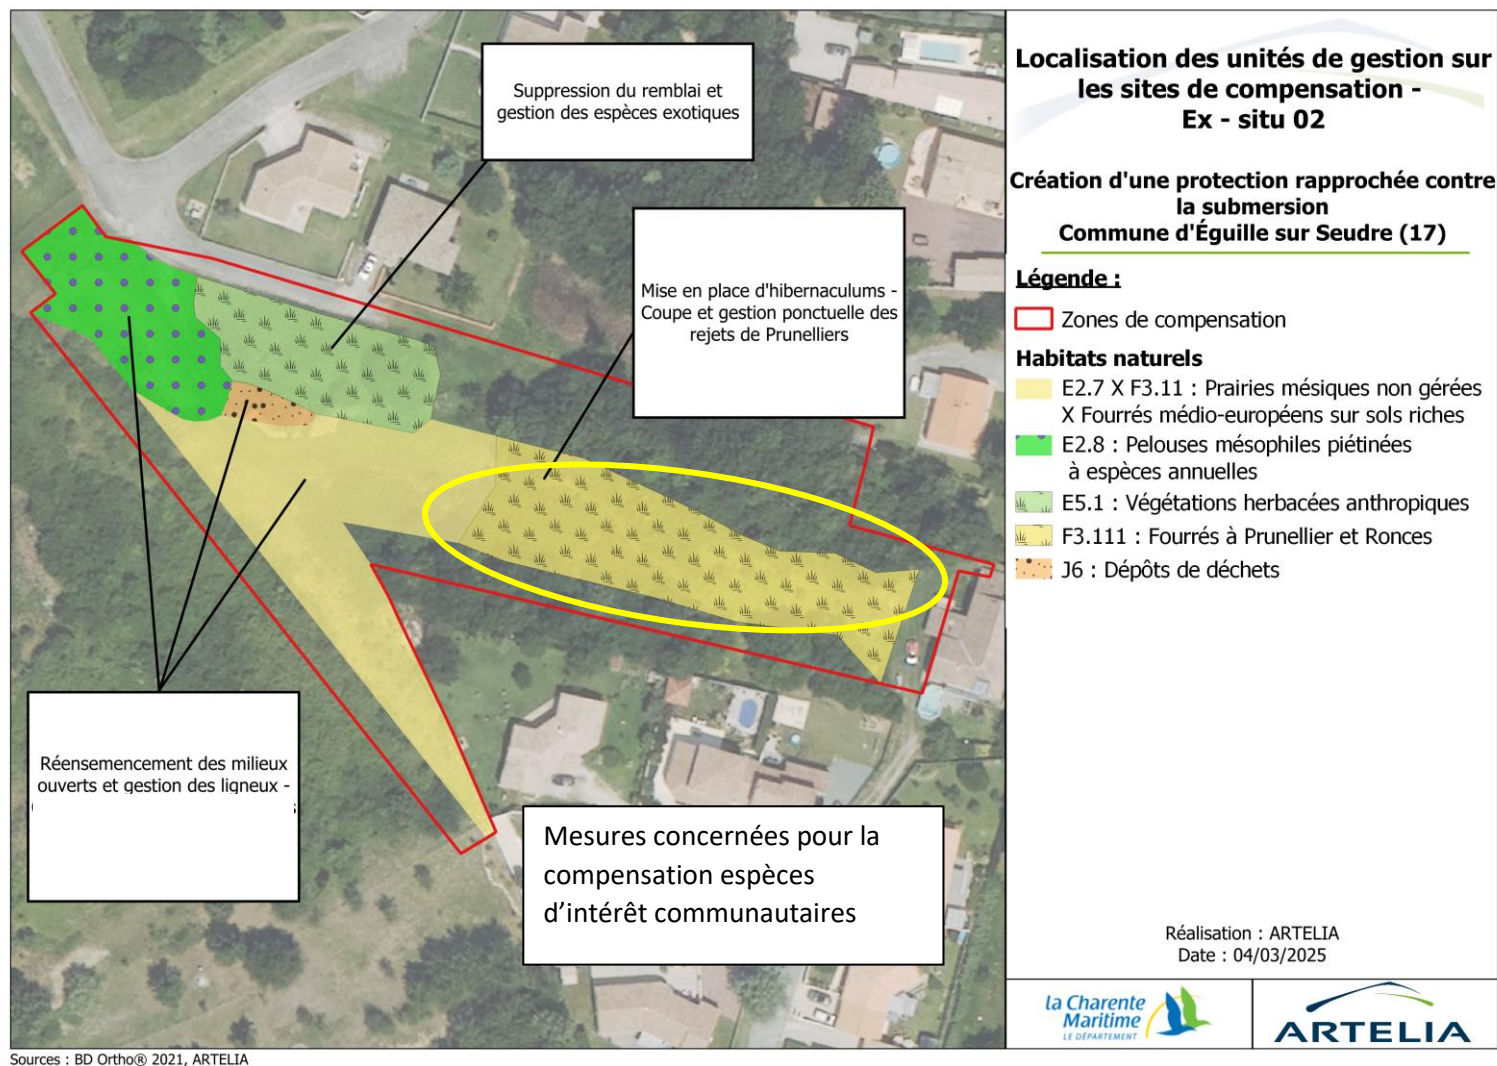 Suppression du remblai et
gestion des espèces exotiques
Mise en place d'hibernaculums -
Coupe et gestion ponctuelle des
rejets de Prunelliers
Réensemencement des milieux
ouverts et gestion des ligneux -
Mesures concernées pour la
compensation espèces
d'intérêt communautaires
Localisation des unités de gestion sur
les sites de compensation -
Ex - situ 02
Création d'une protection rapprochée contre
la submersion
Commune d'Éguille sur Seudre (17)
Légende :
Zones de compensation
Habitats naturels
E2.7 X F3.11 : Prairies mésiques non gérées
X Fourrés médio-européens sur sols riches
E2.8 : Pelouses mésophiles piétinées
à espèces annuelles
E5.1 : Végétations herbacées anthropiques
F3.111 : Fourrés à Prunellier et Ronces
J6 : Dépôts de déchets
Réalisation : ARTELIA
Date : 04/03/2025
la Charente
Maritime
LE DÉPARTEMENT
ARTELIA
Sources : BD Ortho® 2021, ARTELIA